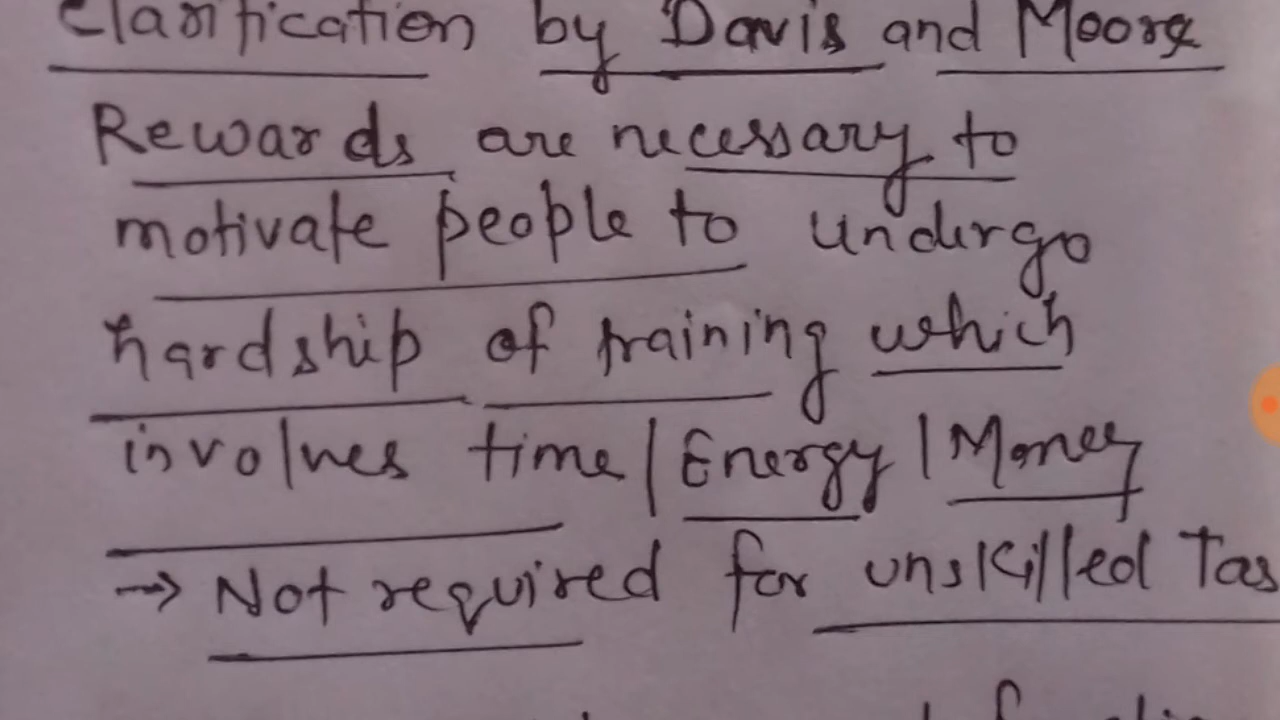 Clarification by Davis and Moore
Rewards are necessary to
motivate people to undergo
hardship of training which
involves time / Energy / Money
→ Not required for unskilled Tas